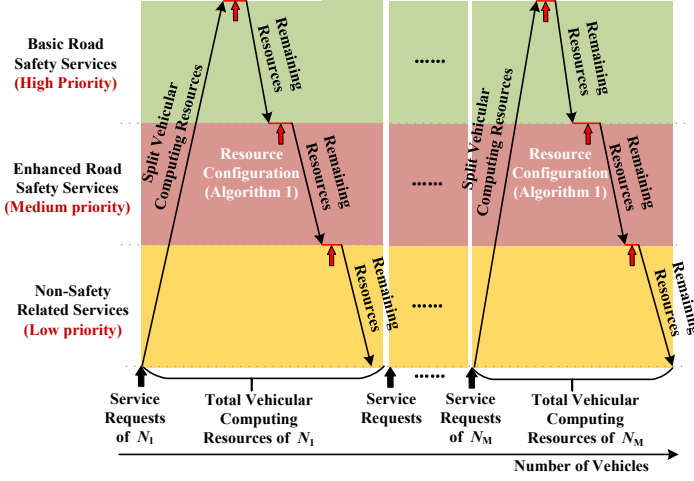 Basic Road
Safety Services
(High Priority)
Enhanced Road
Safety Services
(Medium priority)
Non-Safety
Related Services
(Low priority)
Split Vehicular
Computing Resources
Remaining
Resources
Resource
Configuration
(Algorithm 1)
Remaining
Resources
Remaining
Resources
......
......
......
......
Split Vehicular
Computing Resources
Remaining
Resources
Resource
Configuration
(Algorithm 1)
Remaining
Resources
Remaining
Resources
Service
Requests
of N1
Total Vehicular
Computing
Resources of N1
Service
Requests
Service
Requests
of NM
Total Vehicular
Computing
Resources of NM
Number of Vehicles